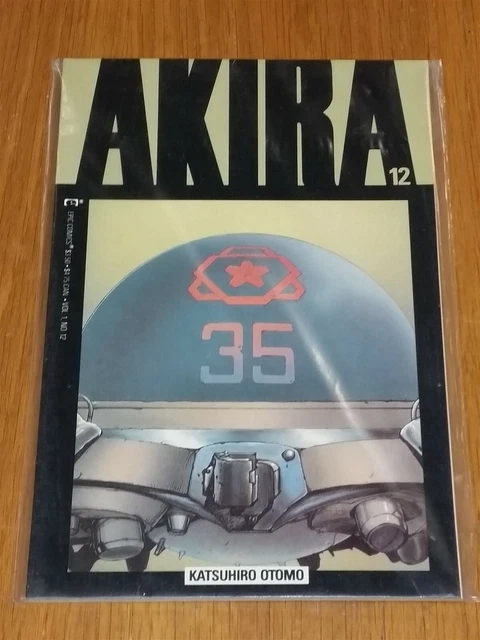 AKIRA
12
EPIC COMICS® $3.50 • $4.75 CAN • VOL 1, NO 12
35
KATSUHIRO OTOMO